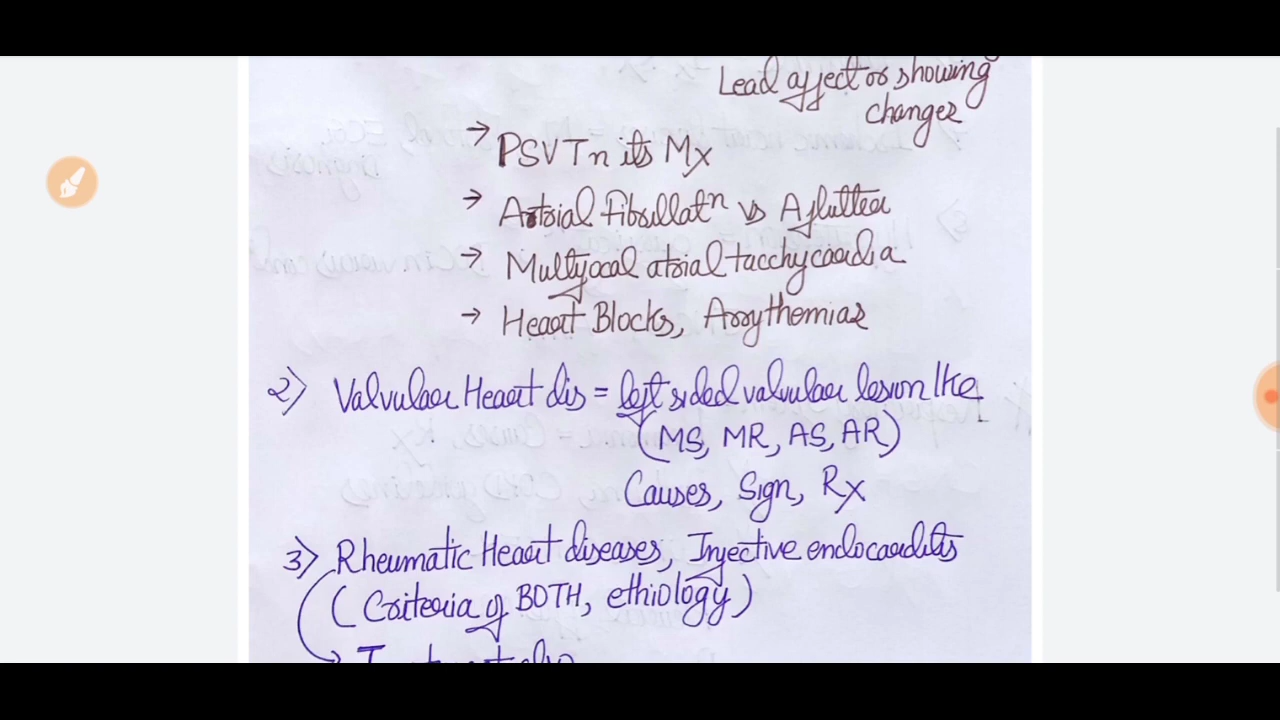 Lead affect or showing
changes
→ PSVT n its Mx
→ Atrial Fibrillatⁿ vs A flutter
→ Multifocal atrial tacchycardia
→ Heart Blocks, Arrythemias
2) Valvular Heart dis = left sided valvular lesion like
(MS, MR, AS, AR)
Causes, Sign, Rx
3) Rheumatic Heart diseases, Infective endocarditis
(Criteria of BOTH, ethiology)